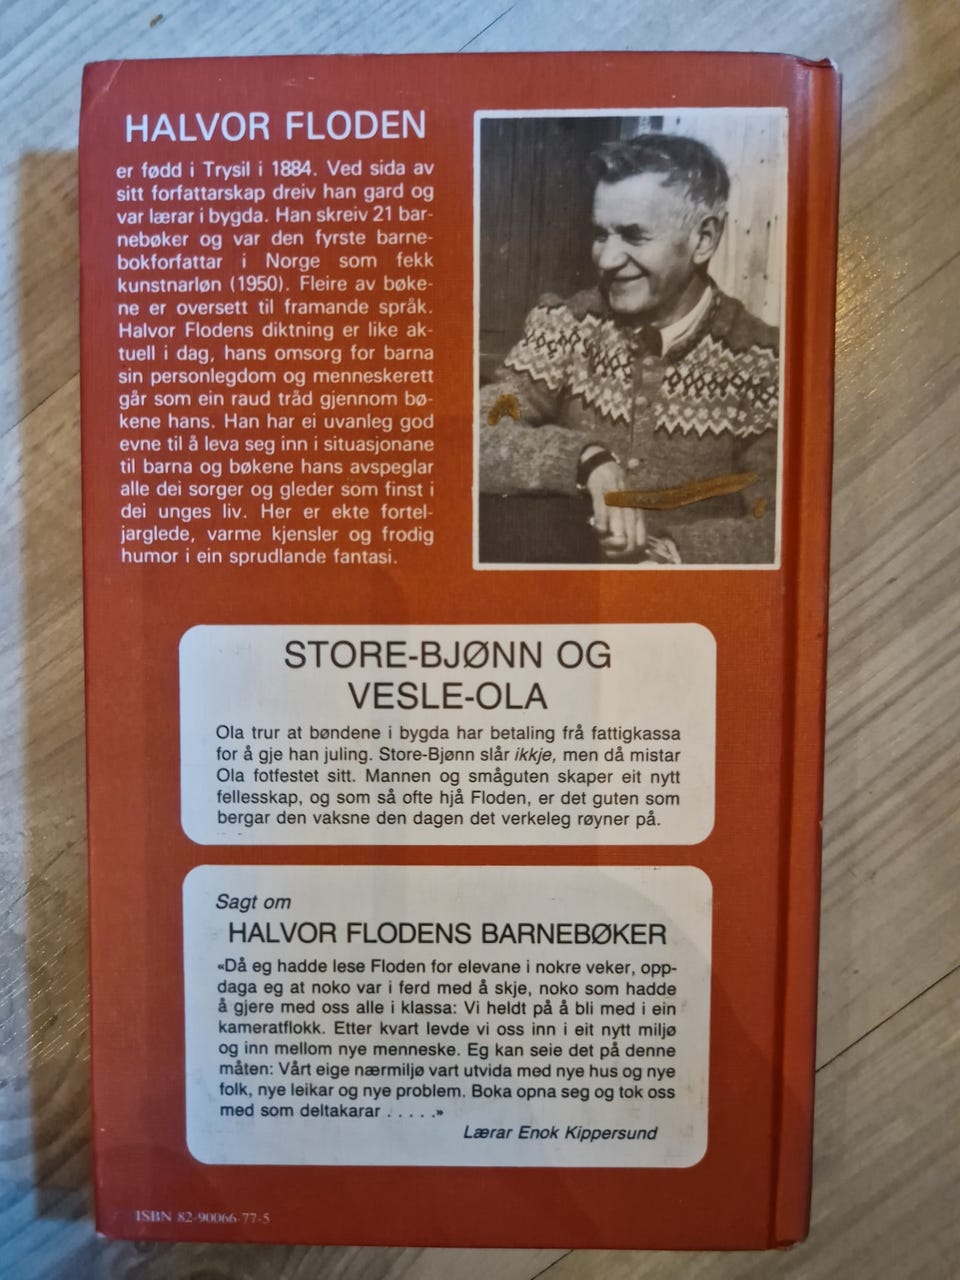 HALVOR FLODEN
er fødd i Trysil i 1884. Ved sida av
sitt forfattarskap dreiv han gard og
var lærar i bygda. Han skreiv 21 bar-
nebøker og var den fyrste barne-
bokforfattar i Norge som fekk
kunstnarløn (1950). Fleire av bøke-
ne er oversett til framande språk.
Halvor Flodens diktning er like ak-
tuell i dag, hans omsorg for barna
sin personlegdom og menneskerett
går som ein raud tråd gjennom bø-
kene hans. Han har ei uvanleg god
evne til å leva seg inn i situasjonane
til barna og bøkene hans avspeglar
alle dei sorger og gleder som finst i
dei unges liv. Her er ekte fortel-
jarglede, varme kjensler og frodig
humor i ein sprudlande fantasi.
STORE-BJØNN OG
VESLE-OLA
Ola trur at bøndene i bygda har betaling frå fattigkassa
for å gje han juling. Store-Bjønn slår ikkje, men då mistar
Ola fotfestet sitt. Mannen og småguten skaper eit nytt
fellesskap, og som så ofte hjå Floden, er det guten som
bergar den vaksne den dagen det verkeleg røyner på.
Sagt om
HALVOR FLODENS BARNEBØKER
«Då eg hadde lese Floden for elevane i nokre veker, opp-
daga eg at noko var i ferd med å skje, noko som hadde
å gjere med oss alle i klassa: Vi heldt på å bli med i ein
kameratflokk. Etter kvart levde vi oss inn i eit nytt miljø
og inn mellom nye menneske. Eg kan seie det på denne
måten: Vårt eige nærmiljø vart utvida med nye hus og nye
folk, nye leikar og nye problem. Boka opna seg og tok oss
med som deltakarar . . . . .»
Lærar Enok Kippersund
ISBN 82-90066-77-5